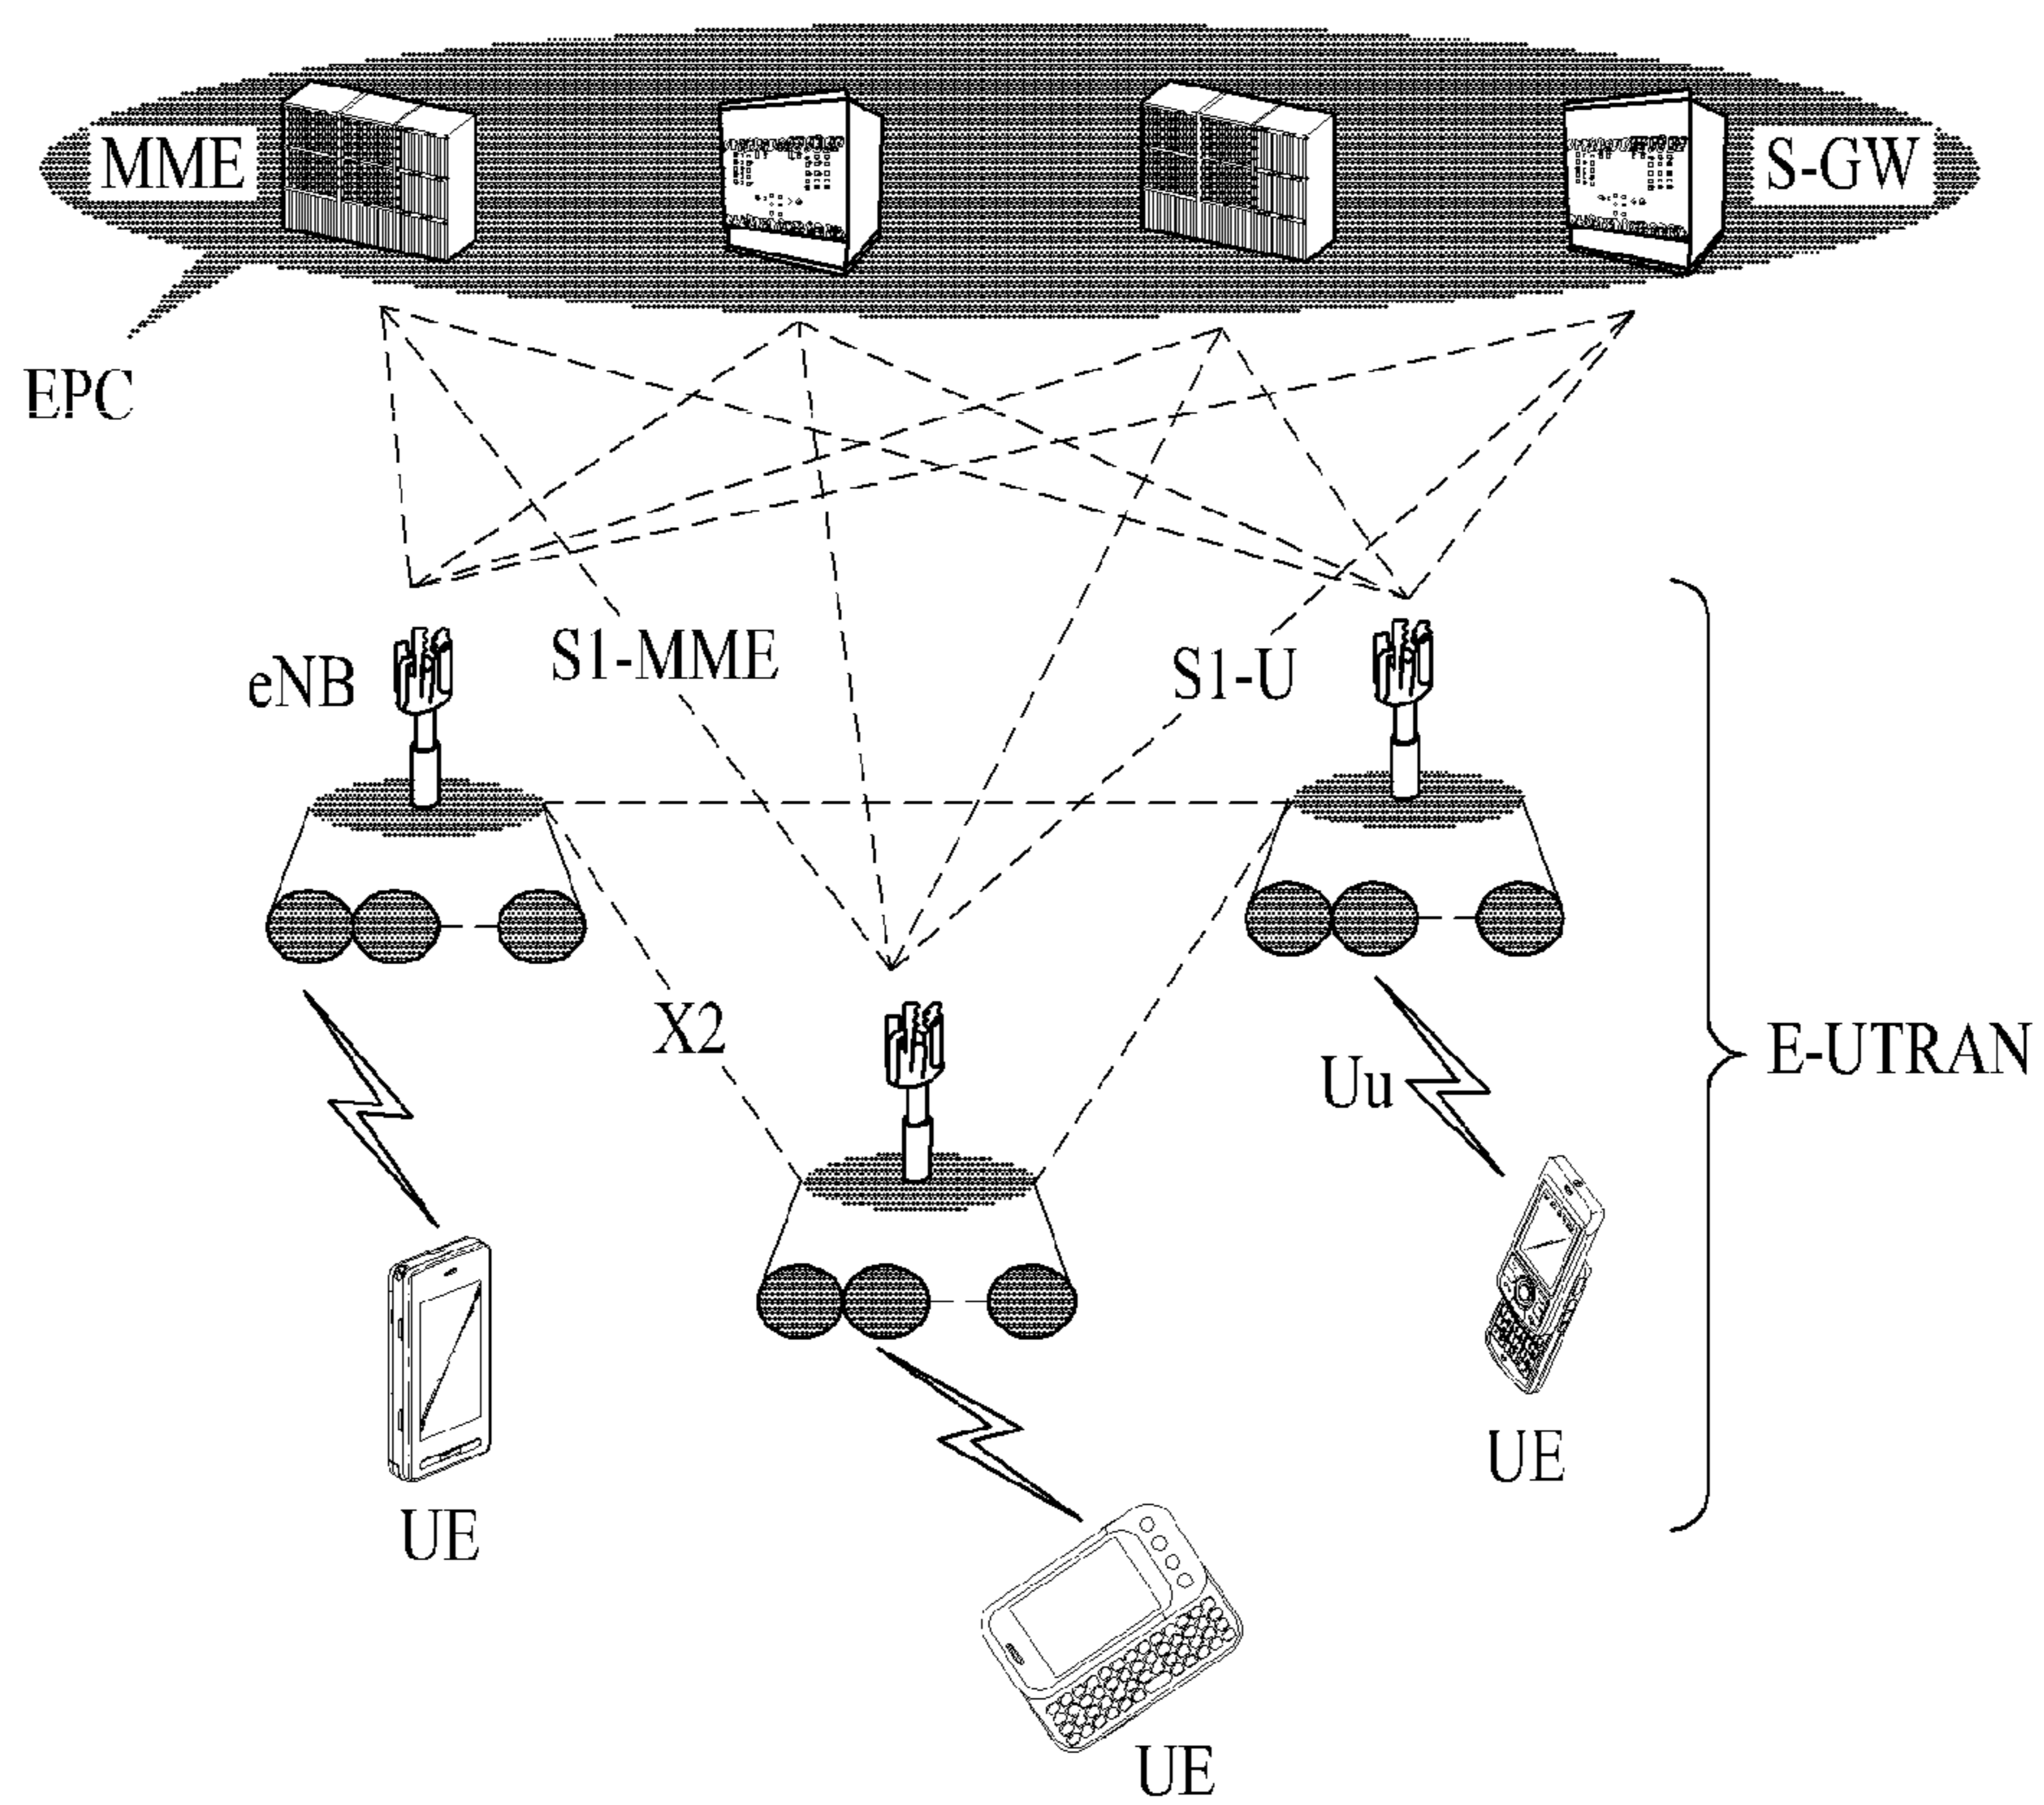 MME
S-GW
EPC
eNB
S1-MME
S1-U
X2
Uu
E-UTRAN
UE
UE
UE